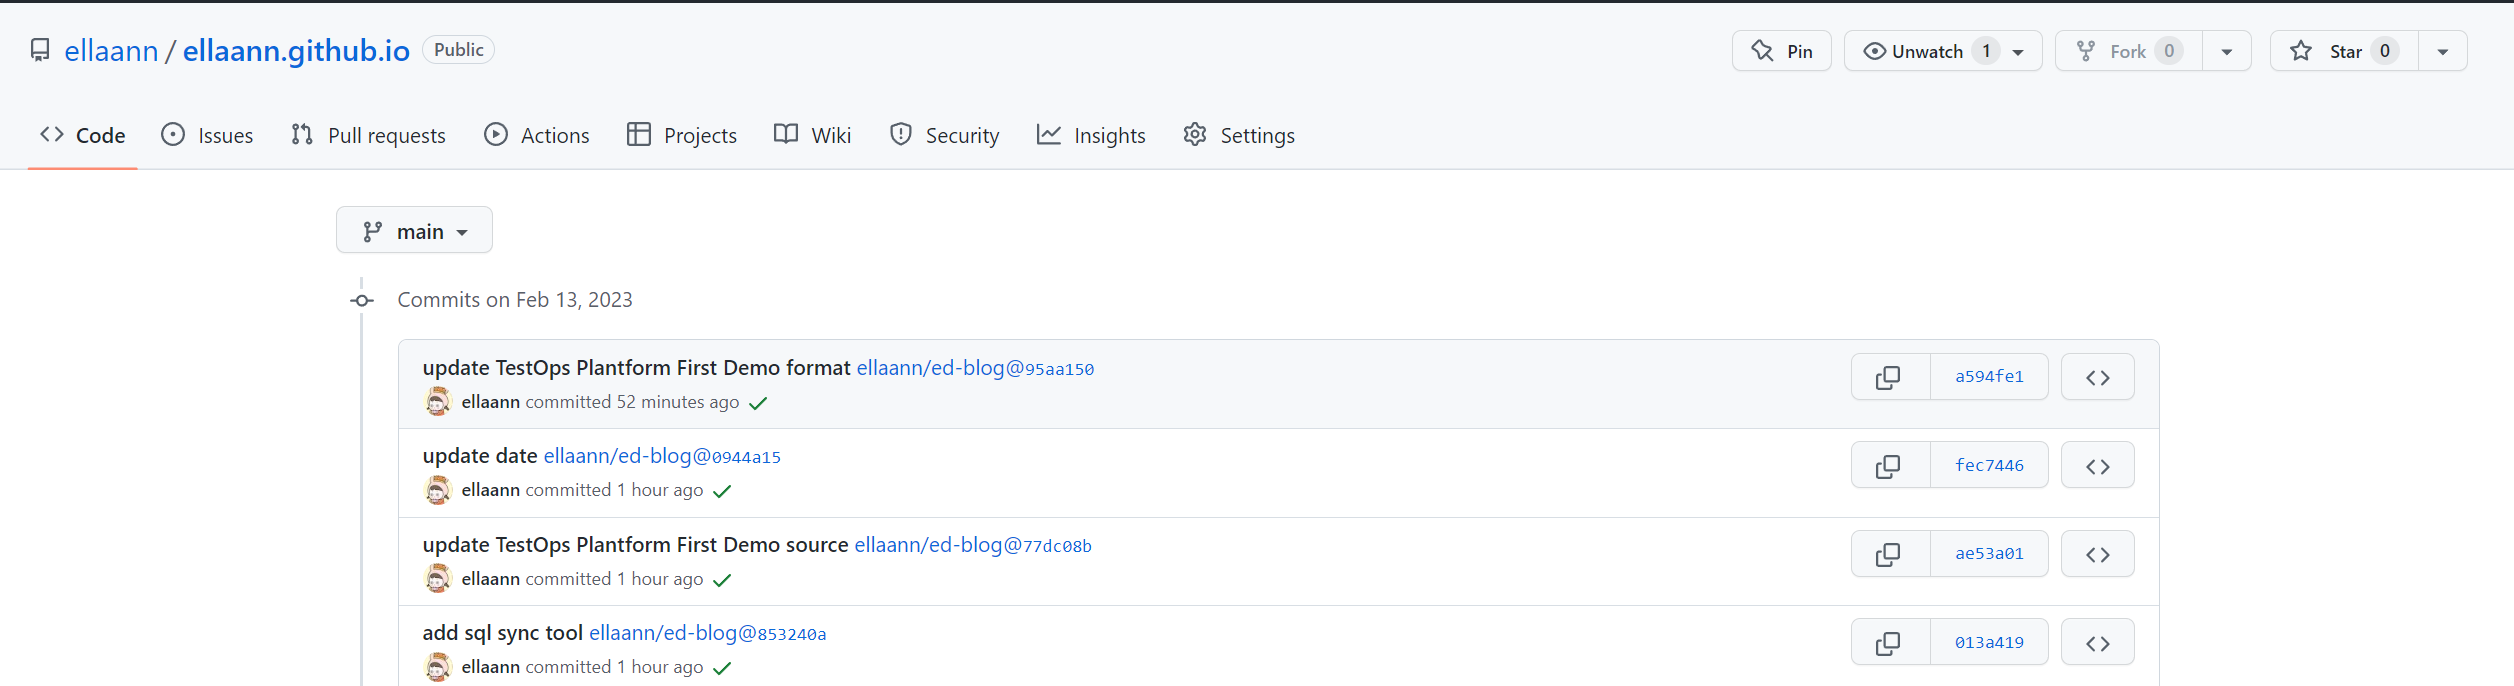 ellaann / ellaann.github.io Public Pin Unwatch 1 Fork 0 Star 0
Code Issues Pull requests Actions Projects Wiki Security Insights Settings
main
Commits on Feb 13, 2023
update TestOps Plantform First Demo format ellaann/ed-blog@95aa150 a594fe1
ellaann committed 52 minutes ago
update date ellaann/ed-blog@0944a15 fec7446
ellaann committed 1 hour ago
update TestOps Plantform First Demo source ellaann/ed-blog@77dc08b ae53a01
ellaann committed 1 hour ago
add sql sync tool ellaann/ed-blog@853240a 013a419
ellaann committed 1 hour ago